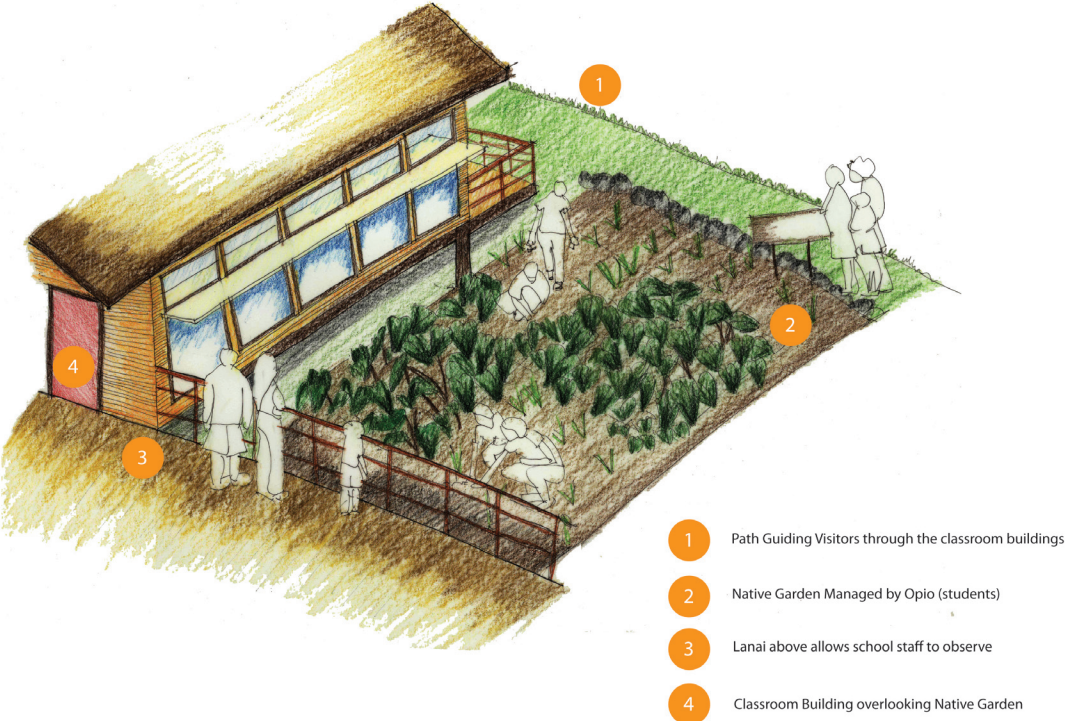 1
4
2
3
1 Path Guiding Visitors through the classroom buildings
2 Native Garden Managed by Opio (students)
3 Lanai above allows school staff to observe
4 Classroom Building overlooking Native Garden